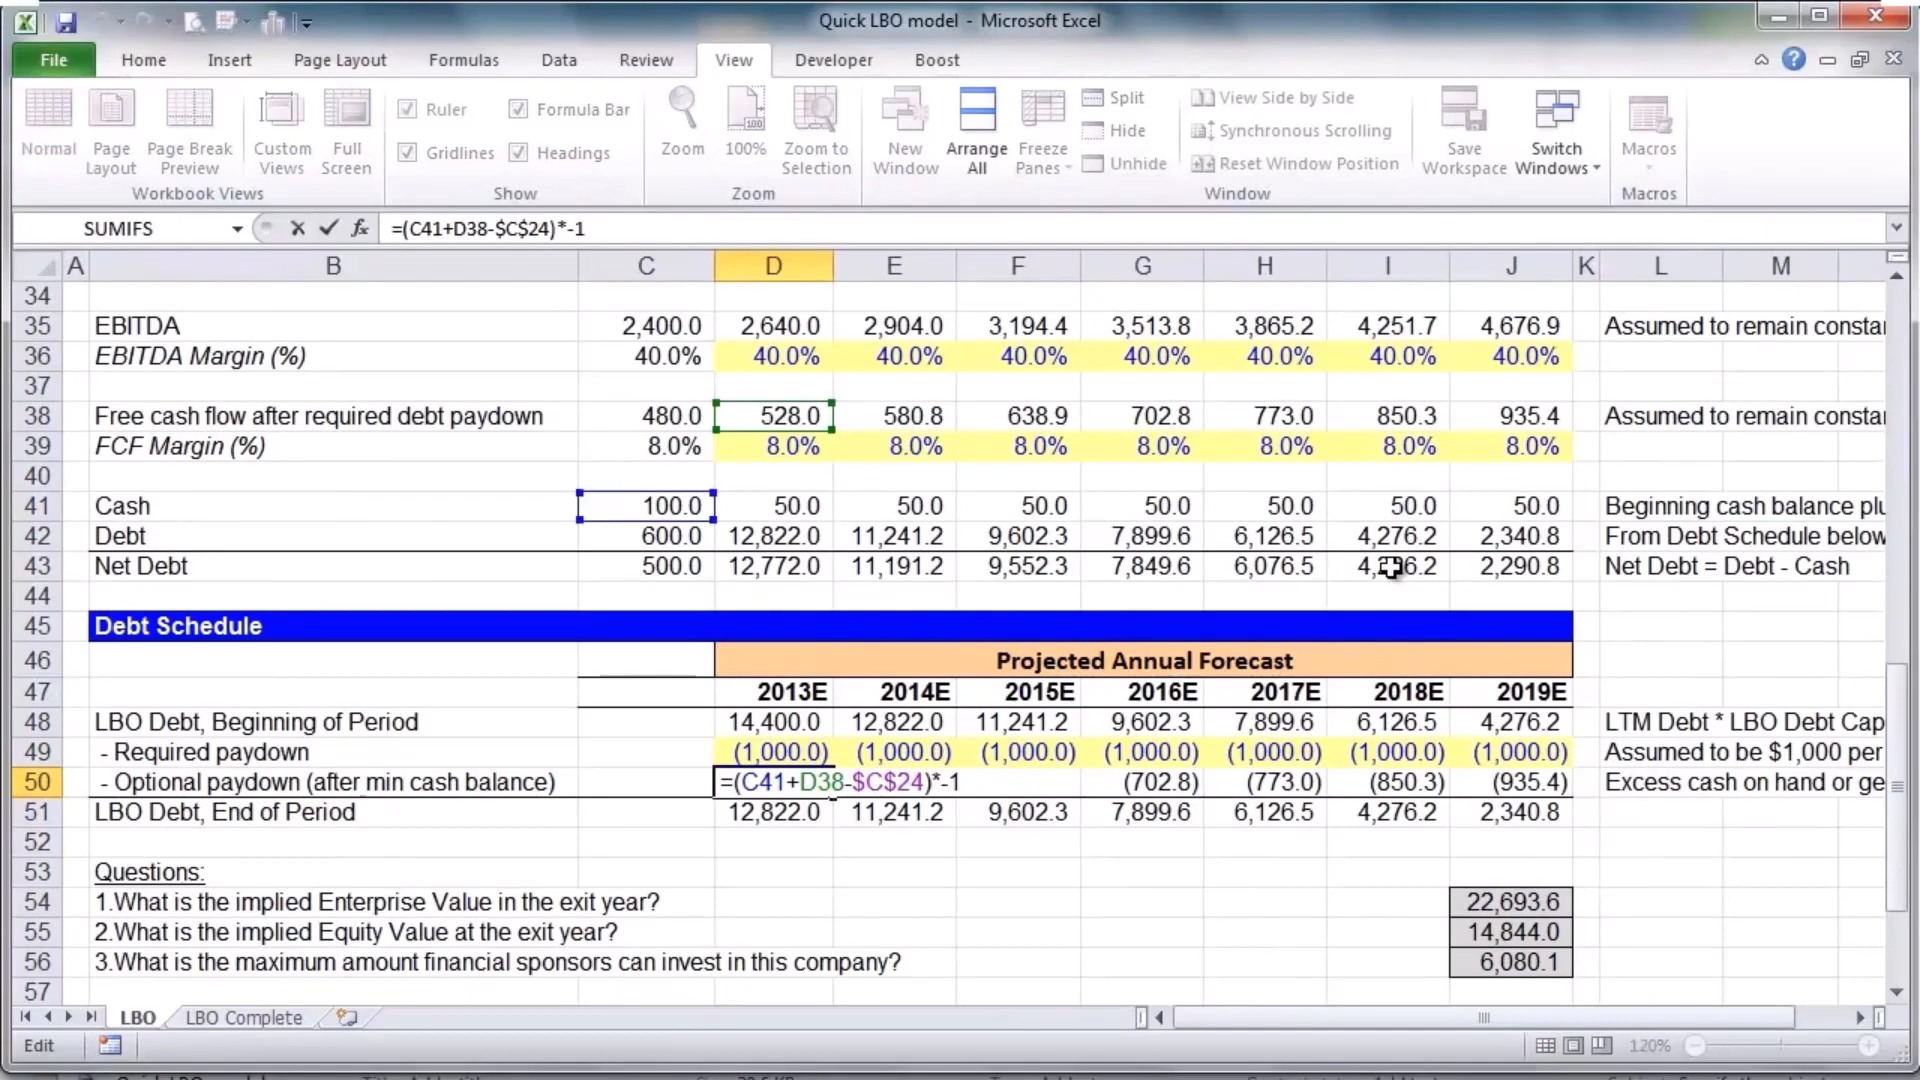 Quick LBO model - Microsoft Excel
File Home Insert Page Layout Formulas Data Review View Developer Boost
Normal Page Layout Page Break Preview Custom Views Full Screen
Workbook Views
Ruler Formula Bar
Gridlines Headings
Show
Zoom 100% Zoom to Selection
Zoom
New Window Arrange All Freeze Panes
Split
Hide
Unhide
View Side by Side
Synchronous Scrolling
Reset Window Position
Window
Save Workspace Switch Windows
Macros
Macros
SUMIFS fx =(C41+D38-$C$24)*-1
A B C D E F G H I J K L M
34
35 EBITDA 2,400.0 2,640.0 2,904.0 3,194.4 3,513.8 3,865.2 4,251.7 4,676.9 Assumed to remain consta
36 EBITDA Margin (%) 40.0% 40.0% 40.0% 40.0% 40.0% 40.0% 40.0% 40.0%
37
38 Free cash flow after required debt paydown 480.0 528.0 580.8 638.9 702.8 773.0 850.3 935.4 Assumed to remain consta
39 FCF Margin (%) 8.0% 8.0% 8.0% 8.0% 8.0% 8.0% 8.0% 8.0%
40
41 Cash 100.0 50.0 50.0 50.0 50.0 50.0 50.0 50.0 Beginning cash balance plu
42 Debt 600.0 12,822.0 11,241.2 9,602.3 7,899.6 6,126.5 4,276.2 2,340.8 From Debt Schedule below
43 Net Debt 500.0 12,772.0 11,191.2 9,552.3 7,849.6 6,076.5 2,290.8 Net Debt = Debt - Cash
44
45 Debt Schedule
46 Projected Annual Forecast
47 2013E 2014E 2015E 2016E 2017E 2018E 2019E
48 LBO Debt, Beginning of Period 14,400.0 12,822.0 11,241.2 9,602.3 7,899.6 6,126.5 4,276.2 LTM Debt * LBO Debt Cap
49 - Required paydown (1,000.0) (1,000.0) (1,000.0) (1,000.0) (1,000.0) (1,000.0) (1,000.0) Assumed to be $1,000 per
50 - Optional paydown (after min cash balance) =(C41+D38-$C$24)*-1 (702.8) (773.0) (850.3) (935.4) Excess cash on hand or ge
51 LBO Debt, End of Period 12,822.0 11,241.2 9,602.3 7,899.6 6,126.5 4,276.2 2,340.8
52
53 Questions:
54 1.What is the implied Enterprise Value in the exit year? 22,693.6
55 2.What is the implied Equity Value at the exit year? 14,844.0
56 3.What is the maximum amount financial sponsors can invest in this company? 6,080.1
57
LBO LBO Complete
Edit 120%